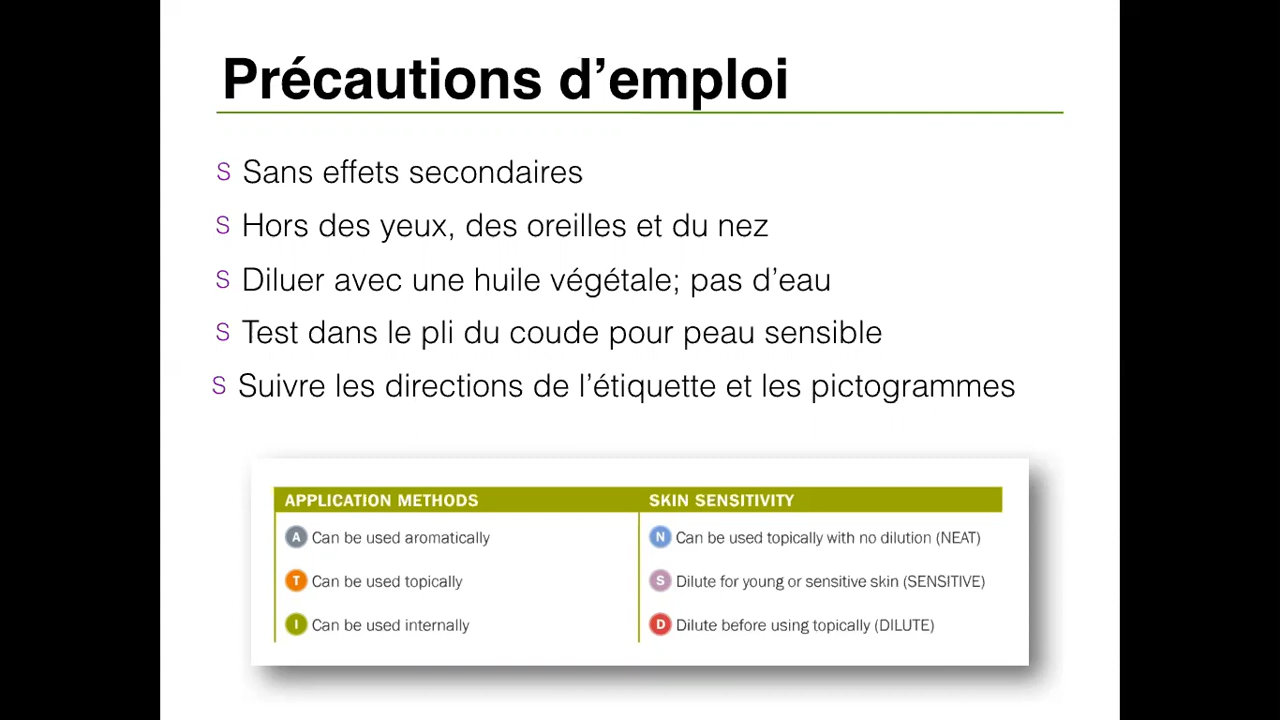 Précautions d’emploi
S Sans effets secondaires
S Hors des yeux, des oreilles et du nez
S Diluer avec une huile végétale; pas d’eau
S Test dans le pli du coude pour peau sensible
S Suivre les directions de l’étiquette et les pictogrammes
APPLICATION METHODS
A Can be used aromatically
T Can be used topically
I Can be used internally
SKIN SENSITIVITY
N Can be used topically with no dilution (NEAT)
S Dilute for young or sensitive skin (SENSITIVE)
D Dilute before using topically (DILUTE)